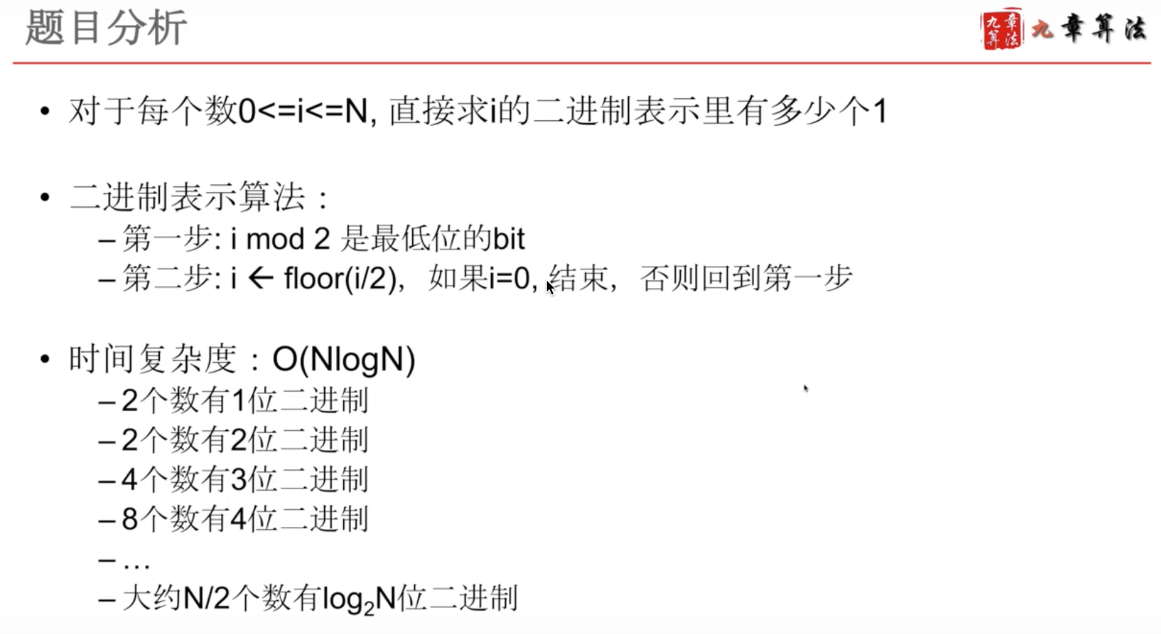 题目分析
九章算法 九章算法
• 对于每个数0<=i<=N, 直接求i的二进制表示里有多少个1
• 二进制表示算法：
– 第一步: i mod 2 是最低位的bit
– 第二步: i ← floor(i/2)，如果i=0, 结束，否则回到第一步
• 时间复杂度：O(NlogN)
– 2个数有1位二进制
– 2个数有2位二进制
– 4个数有3位二进制
– 8个数有4位二进制
– …
– 大约N/2个数有log₂N位二进制